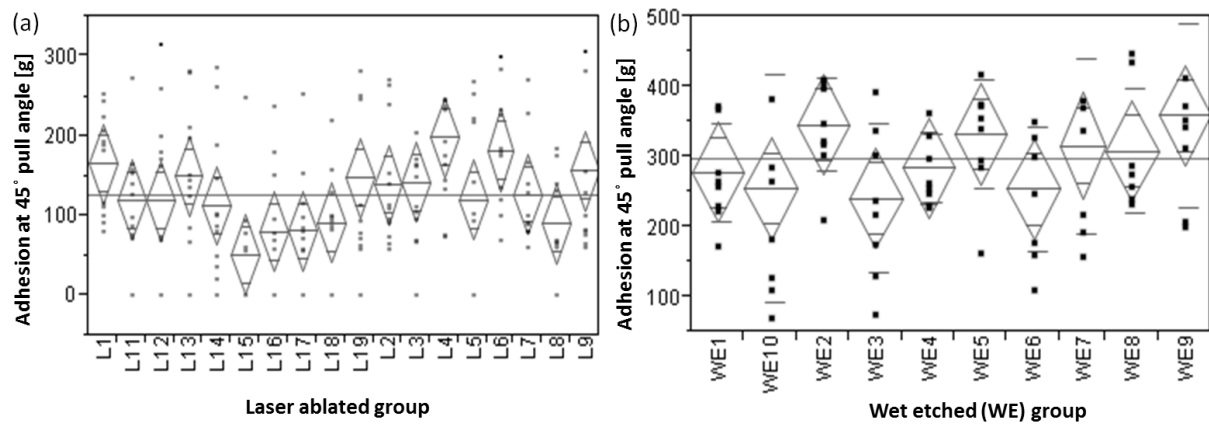 (a)
Adhesion at 45° pull angle [g]
300
200
100
0
L1
L11
L12
L13
L14
L15
L16
L17
L18
L19
L2
L3
L4
L5
L6
L7
L8
L9
Laser ablated group
(b)
Adhesion at 45° pull angle [g]
500
400
300
200
100
WE1
WE10
WE2
WE3
WE4
WE5
WE6
WE7
WE8
WE9
Wet etched (WE) group